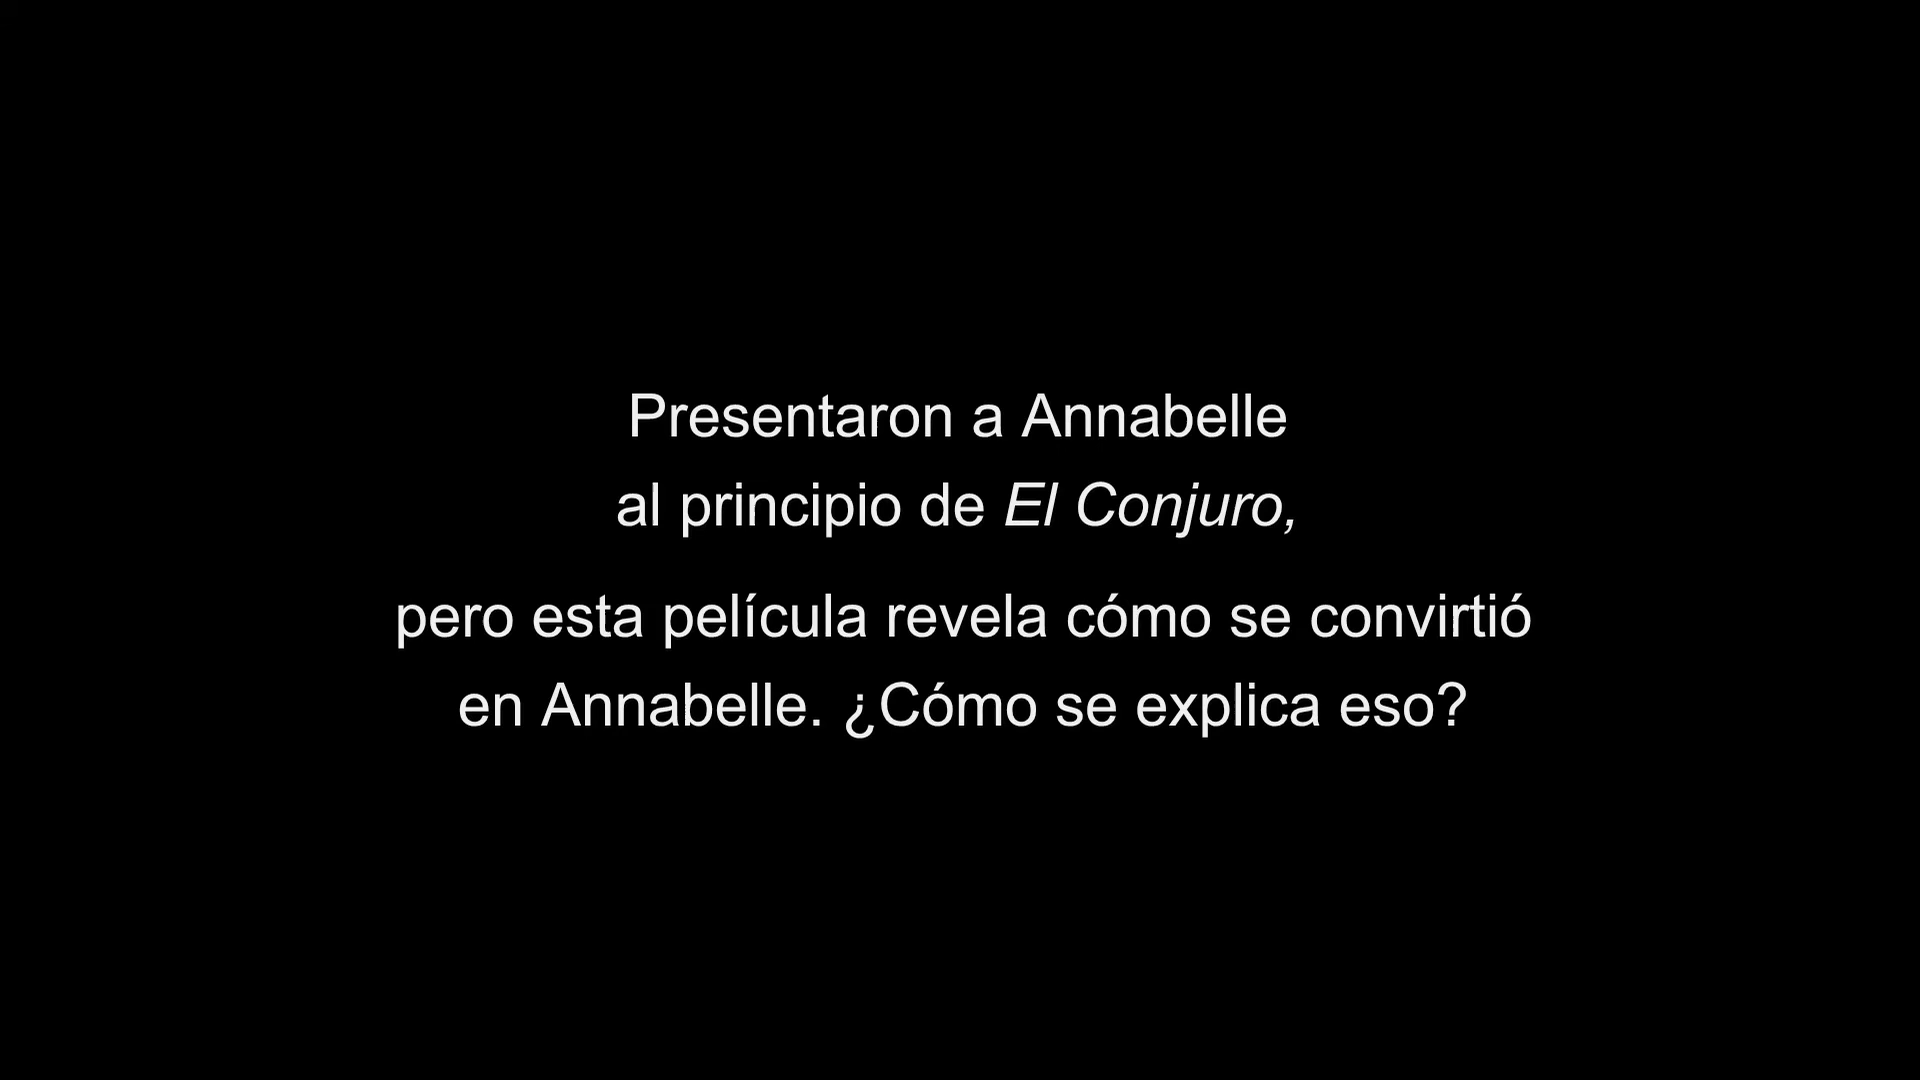 Presentaron a Annabelle
al principio de El Conjuro,
pero esta película revela cómo se convirtió
en Annabelle. ¿Cómo se explica eso?